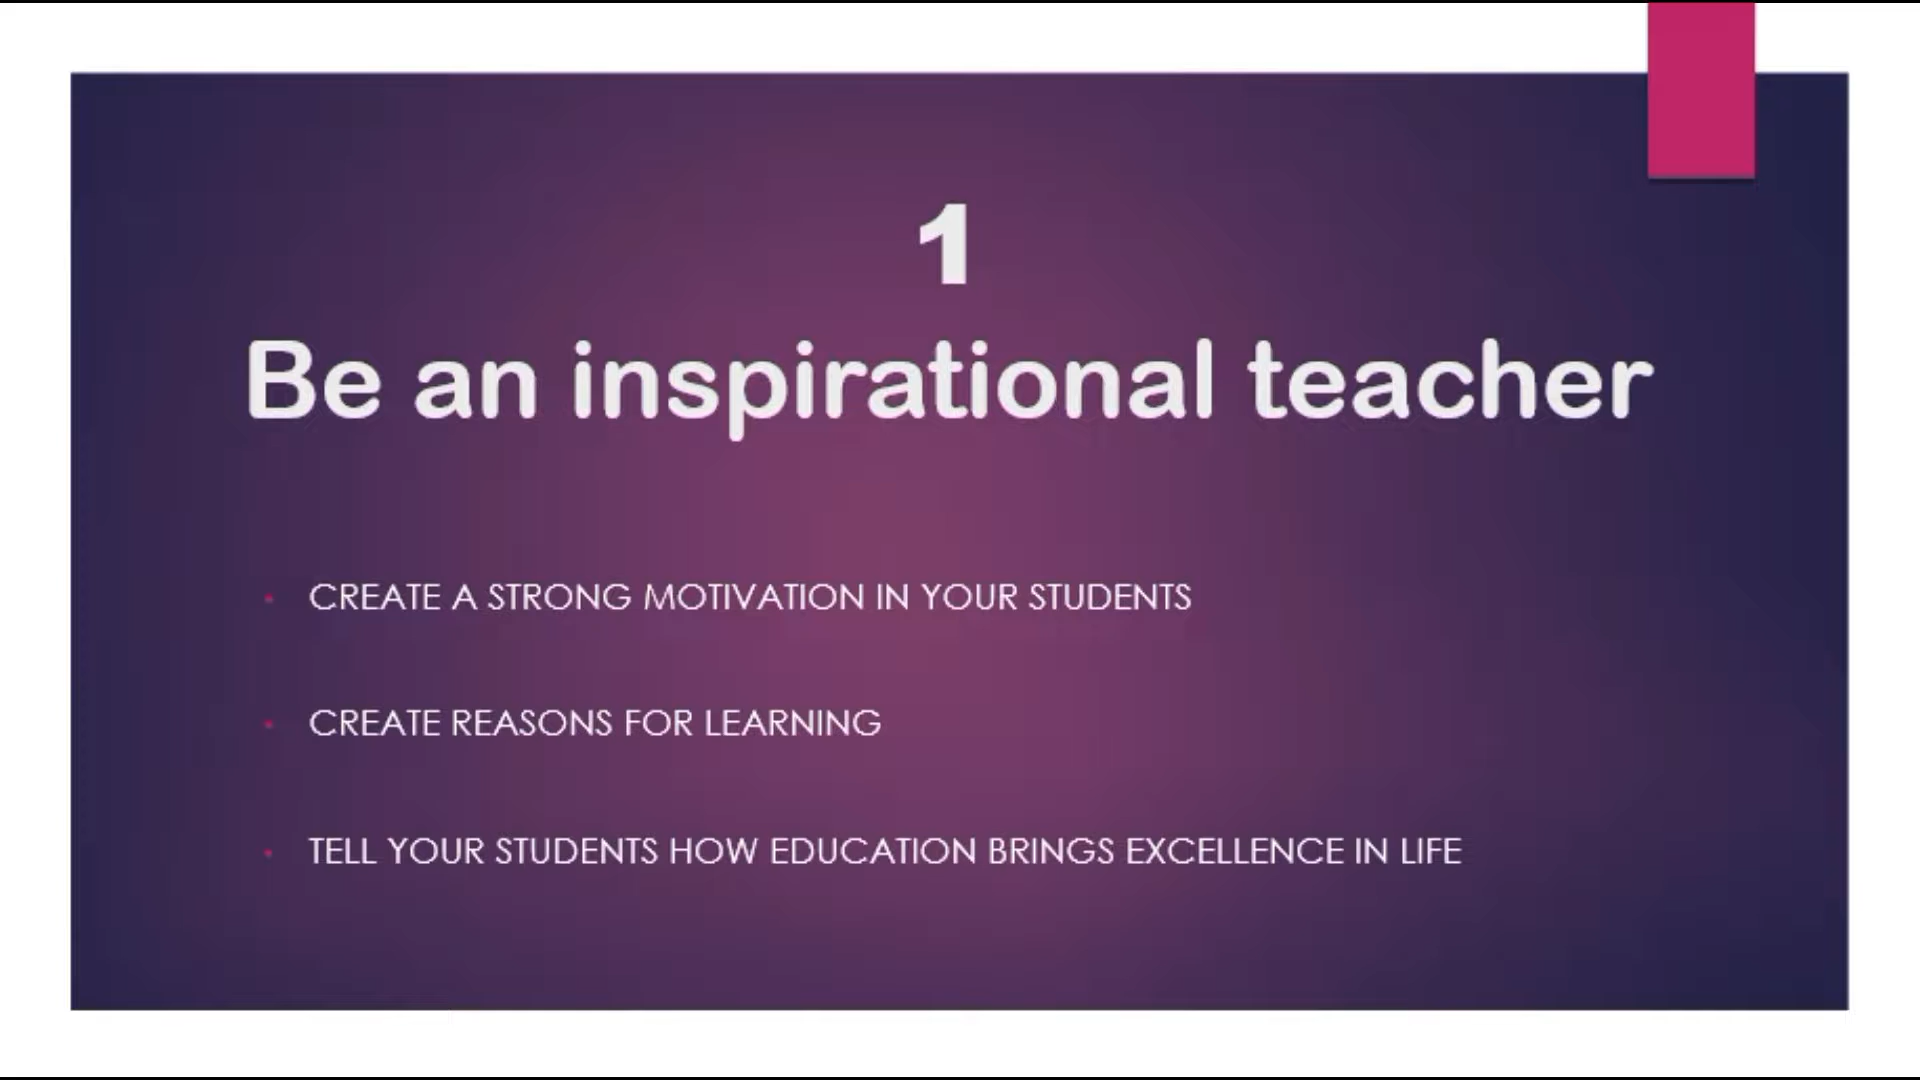 1
Be an inspirational teacher
CREATE A STRONG MOTIVATION IN YOUR STUDENTS
CREATE REASONS FOR LEARNING
TELL YOUR STUDENTS HOW EDUCATION BRINGS EXCELLENCE IN LIFE